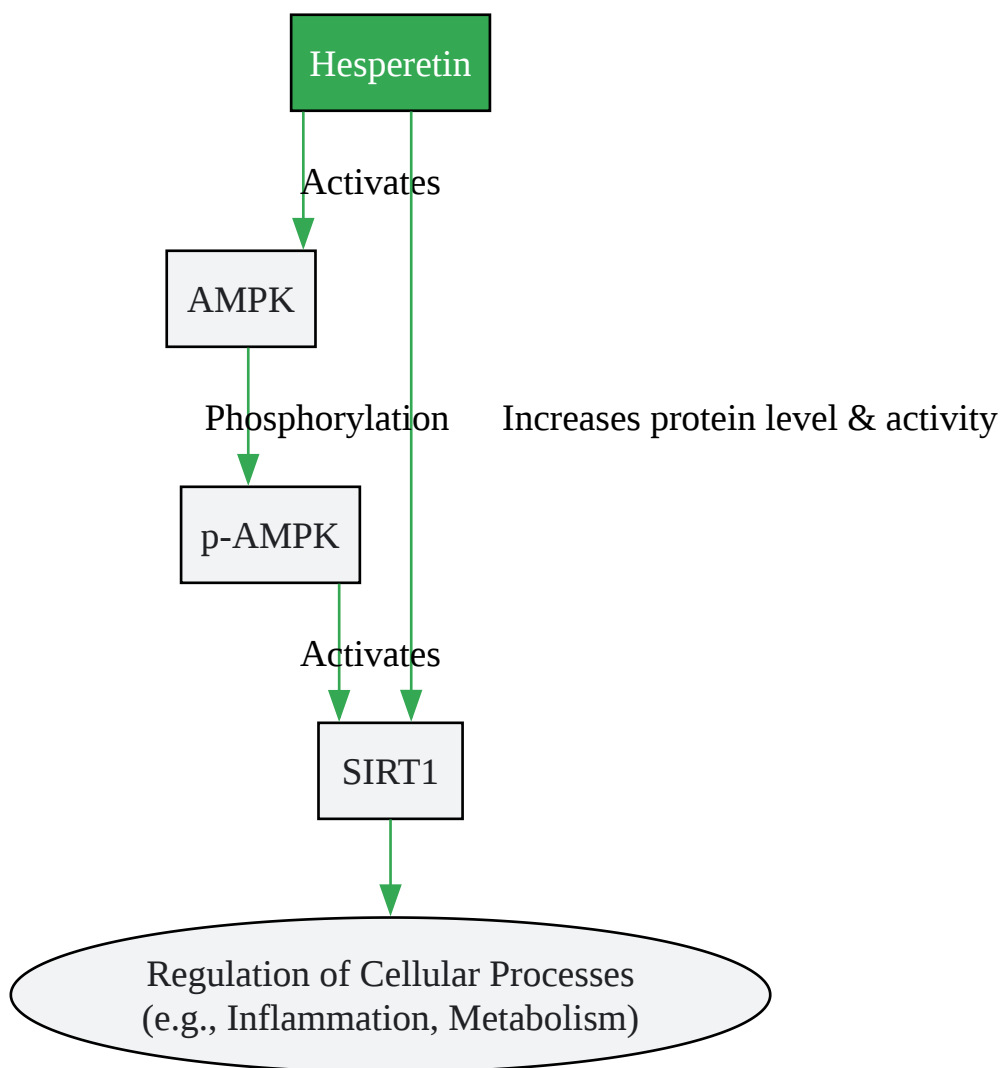 Hesperetin
Activates
AMPK
Phosphorylation
Increases protein level & activity
p-AMPK
Activates
SIRT1
Regulation of Cellular Processes
(e.g., Inflammation, Metabolism)